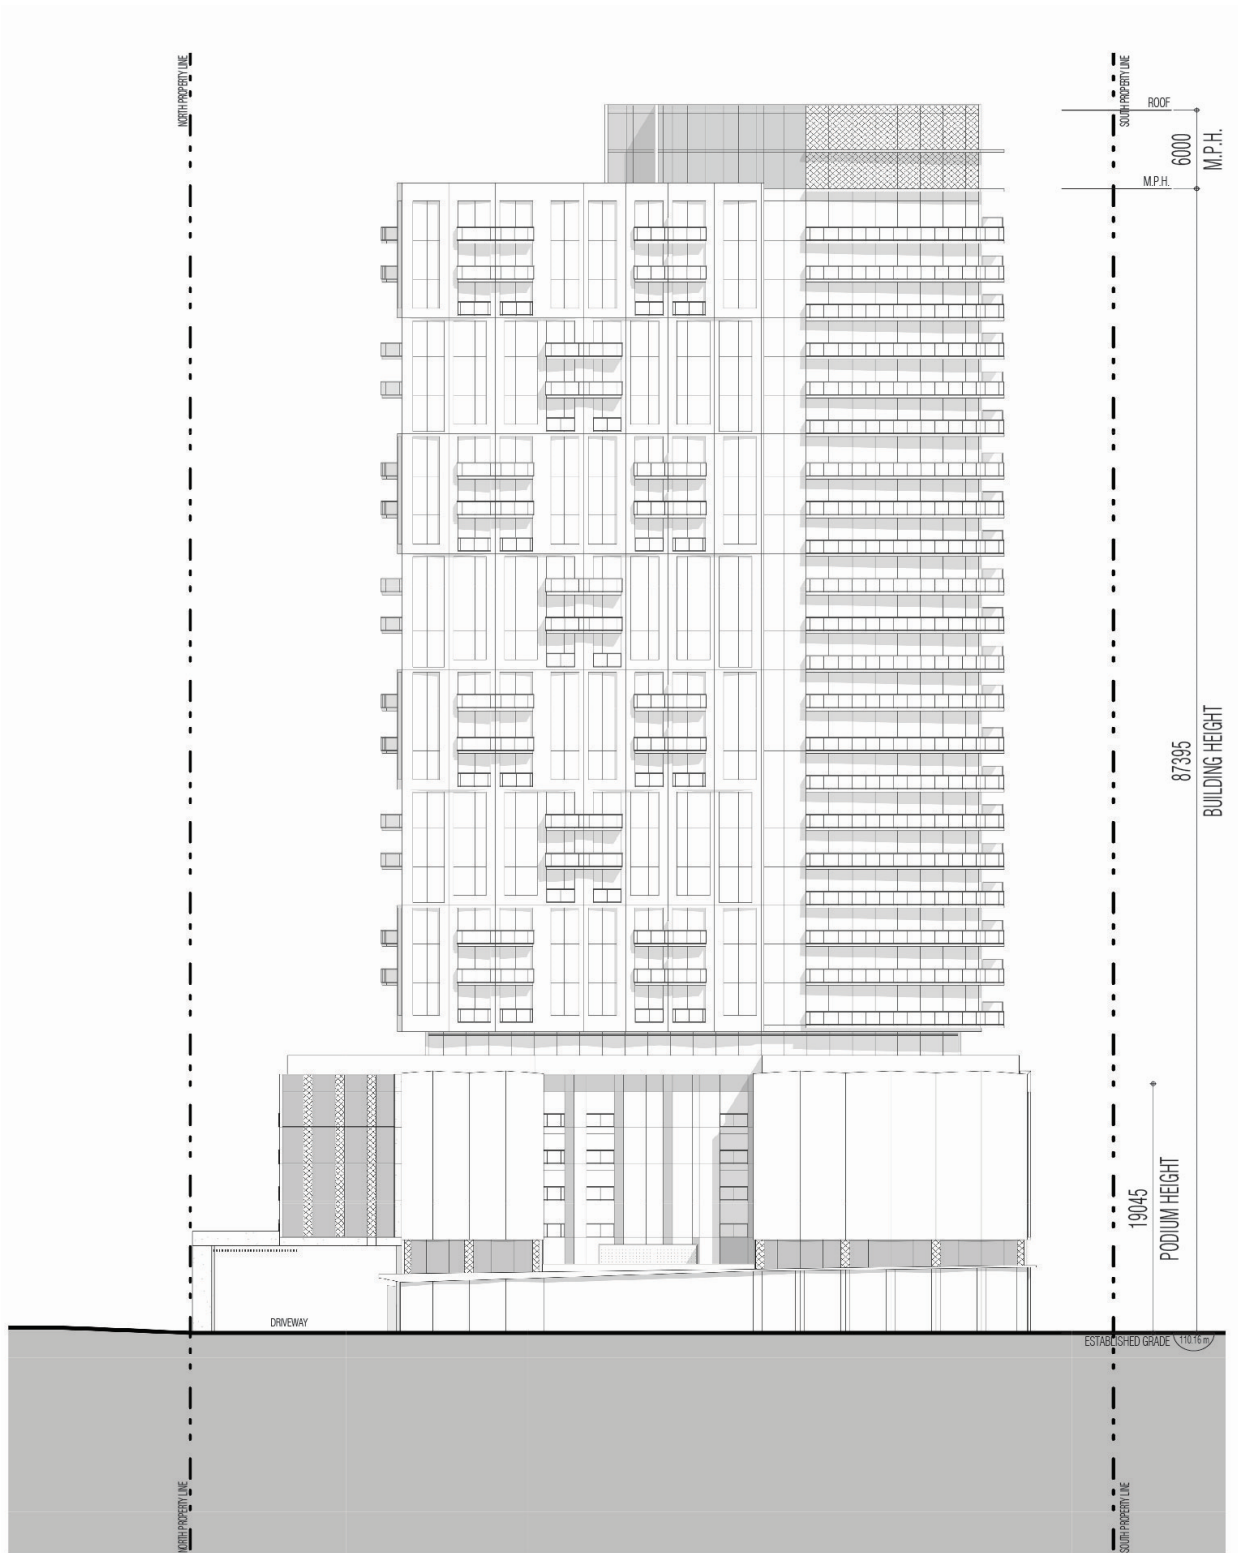 NORTH PROPERTY LINE
SOUTH PROPERTY LINE
ROOF
6000
M.P.H.
M.P.H.
87395
BUILDING HEIGHT
19045
PODIUM HEIGHT
DRIVEWAY
ESTABLISHED GRADE 110.16 m
NORTH PROPERTY LINE
SOUTH PROPERTY LINE